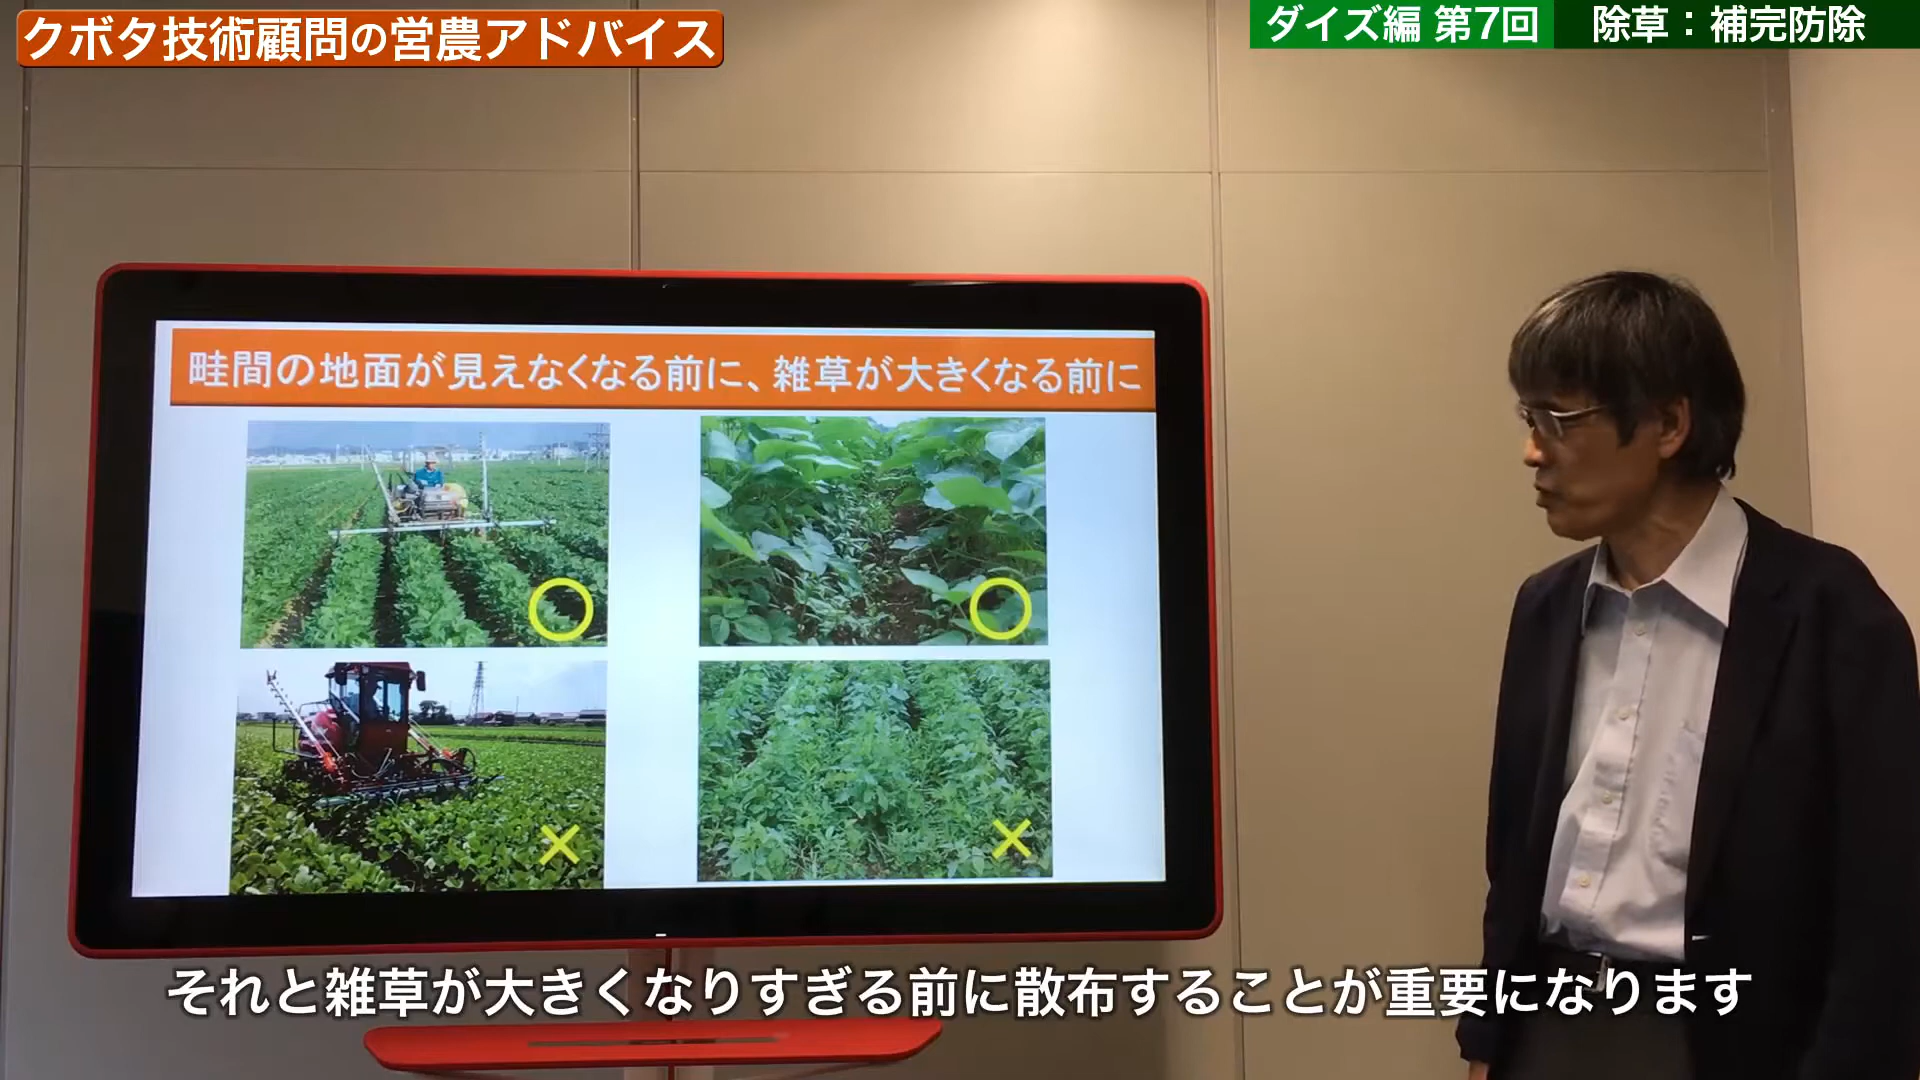 クボタ技術顧問の営農アドバイス
ダイズ編 第7回 除草：補完防除
畦間の地面が見えなくなる前に、雑草が大きくなる前に
それと雑草が大きくなりすぎる前に散布することが重要になります